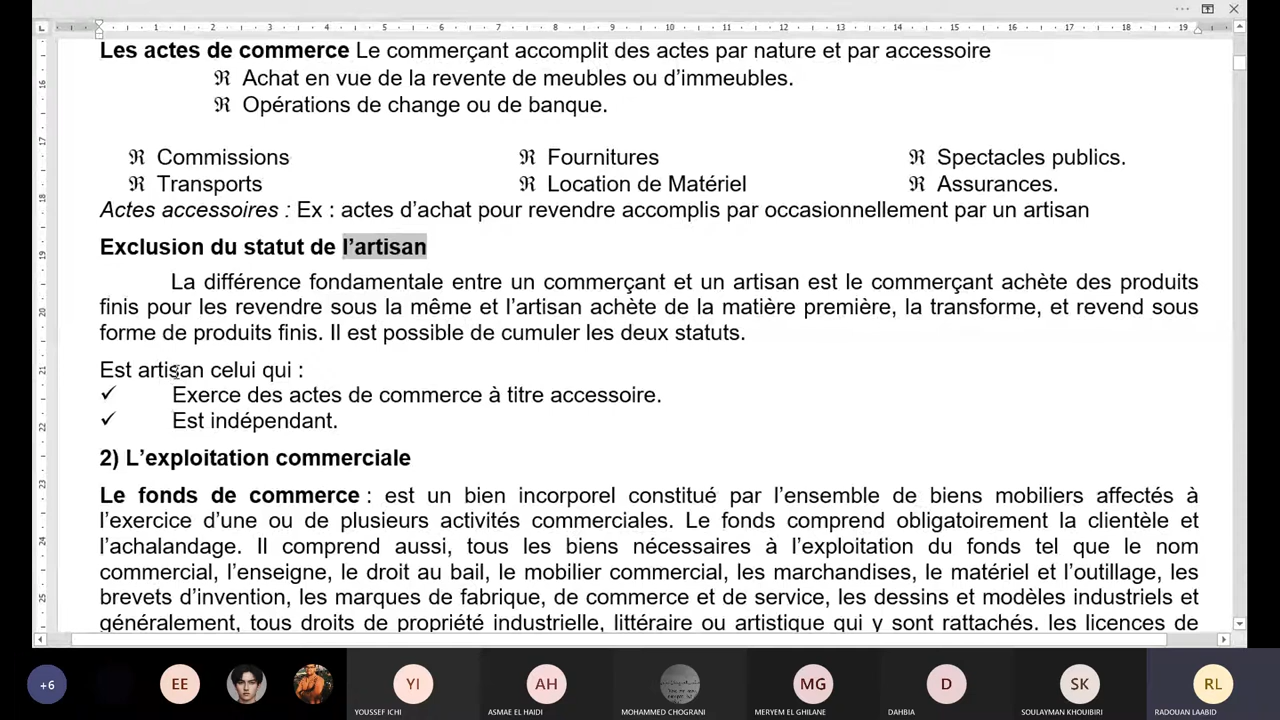 Les actes de commerce Le commerçant accomplit des actes par nature et par accessoire
ℜ Achat en vue de la revente de meubles ou d’immeubles.
ℜ Opérations de change ou de banque.
ℜ Commissions ℜ Fournitures ℜ Spectacles publics.
ℜ Transports ℜ Location de Matériel ℜ Assurances.
Actes accessoires : Ex : actes d’achat pour revendre accomplis par occasionnellement par un artisan
Exclusion du statut de l’artisan
La différence fondamentale entre un commerçant et un artisan est le commerçant achète des produits
finis pour les revendre sous la même et l’artisan achète de la matière première, la transforme, et revend sous
forme de produits finis. Il est possible de cumuler les deux statuts.
Est artisan celui qui :
✓ Exerce des actes de commerce à titre accessoire.
✓ Est indépendant.
2) L’exploitation commerciale
Le fonds de commerce : est un bien incorporel constitué par l’ensemble de biens mobiliers affectés à
l’exercice d’une ou de plusieurs activités commerciales. Le fonds comprend obligatoirement la clientèle et
l’achalandage. Il comprend aussi, tous les biens nécessaires à l’exploitation du fonds tel que le nom
commercial, l’enseigne, le droit au bail, le mobilier commercial, les marchandises, le matériel et l’outillage, les
brevets d’invention, les marques de fabrique, de commerce et de service, les dessins et modèles industriels et
généralement, tous droits de propriété industrielle, littéraire ou artistique qui y sont rattachés. les licences de
+6 EE YI AH MG D SK RL
YOUSSEF ICHI ASMAE EL HAIDI MOHAMMED CHOGRANI MERYEM EL GHILANE DAHBIA SOULAYMAN KHOUIBIRI RADOUAN LAABID